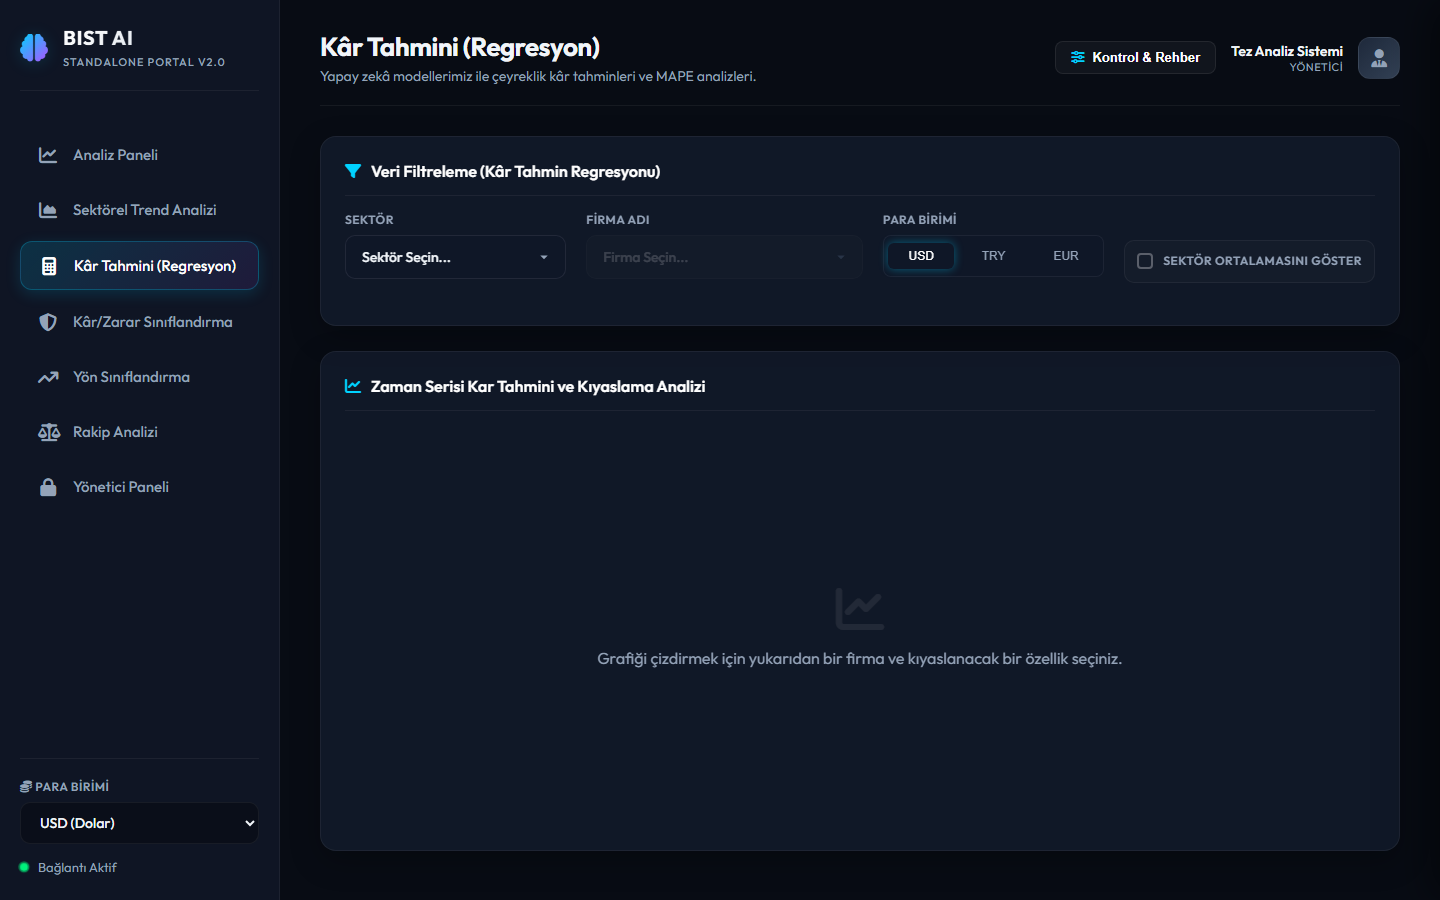 BIST AI
STANDALONE PORTAL V2.0
Analiz Paneli
Sektörel Trend Analizi
Kâr Tahmini (Regresyon)
Kâr/Zarar Sınıflandırma
Yön Sınıflandırma
Rakip Analizi
Yönetici Paneli
PARA BİRİMİ
USD (Dolar)
Bağlantı Aktif
Kâr Tahmini (Regresyon)
Yapay zekâ modellerimiz ile çeyreklik kâr tahminleri ve MAPE analizleri.
Kontrol & Rehber
Tez Analiz Sistemi
YÖNETİCİ
Veri Filtreleme (Kâr Tahmin Regresyonu)
SEKTÖR
FİRMA ADI
PARA BİRİMİ
Sektör Seçin...
Firma Seçin...
USD TRY EUR
SEKTÖR ORTALAMASINI GÖSTER
Zaman Serisi Kar Tahmini ve Kıyaslama Analizi
Grafiği çizdirmek için yukarıdan bir firma ve kıyaslanacak bir özellik seçiniz.